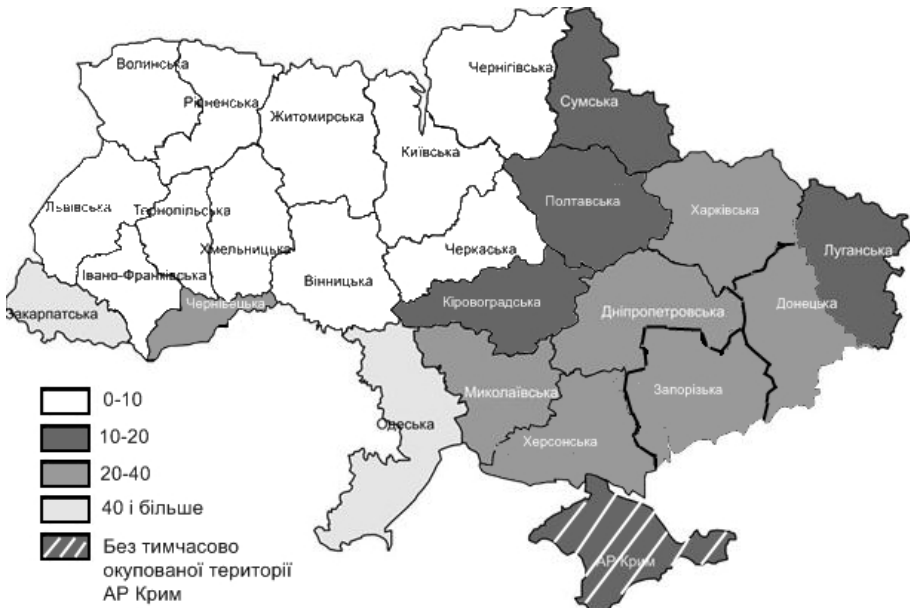 Волинська
Рівненська
Житомирська
Чернігівська
Сумська
Київська
Львівська
Тернопільська
Хмельницька
Полтавська
Харківська
Черкаська
Луганська
Івано-Франківська
Вінницька
Закарпатська
Чернівецька
Кіровоградська
Дніпропетровська
Донецька
Миколаївська
Запорізька
Одеська
Херсонська
АР Крим
0-10
10-20
20-40
40 і більше
Без тимчасово
окупованої території
АР Крим